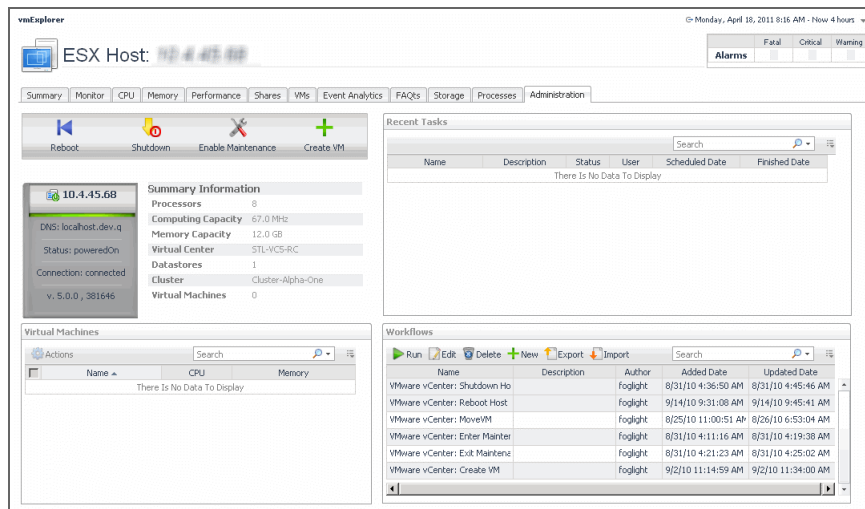 vmExplorer
Monday, April 18, 2011 8:16 AM - Now 4 hours
ESX Host:
Fatal Critical Warning
Alarms
Summary Monitor CPU Memory Performance Shares VMs Event Analytics FAQts Storage Processes Administration
Reboot Shutdown Enable Maintenance Create VM
10.4.45.68
DNS: localhost.dev.q
Status: poweredOn
Connection: connected
v. 5.0.0 , 381646
Summary Information
Processors 8
Computing Capacity 67.0 MHz
Memory Capacity 12.0 GB
Virtual Center STL-VC5-RC
Datastores 1
Cluster Cluster-Alpha-One
Virtual Machines 0
Recent Tasks
Search
Name Description Status User Scheduled Date Finished Date
There Is No Data To Display
Virtual Machines
Actions Search
Name CPU Memory
There Is No Data To Display
Workflows
Run Edit Delete New Export Import Search
Name Description Author Added Date Updated Date
VMware vCenter: Shutdown Ho foglight 8/31/10 4:36:50 AM 8/31/10 4:45:46 AM
VMware vCenter: Reboot Host foglight 9/14/10 9:31:08 AM 9/14/10 9:45:41 AM
VMware vCenter: MoveVM foglight 8/25/10 11:00:51 AM 8/26/10 6:53:04 AM
VMware vCenter: Enter Mainter foglight 8/31/10 4:11:16 AM 8/31/10 4:19:38 AM
VMware vCenter: Exit Maintena foglight 8/31/10 4:21:23 AM 8/31/10 4:25:02 AM
VMware vCenter: Create VM foglight 9/2/10 11:14:59 AM 9/2/10 11:34:00 AM